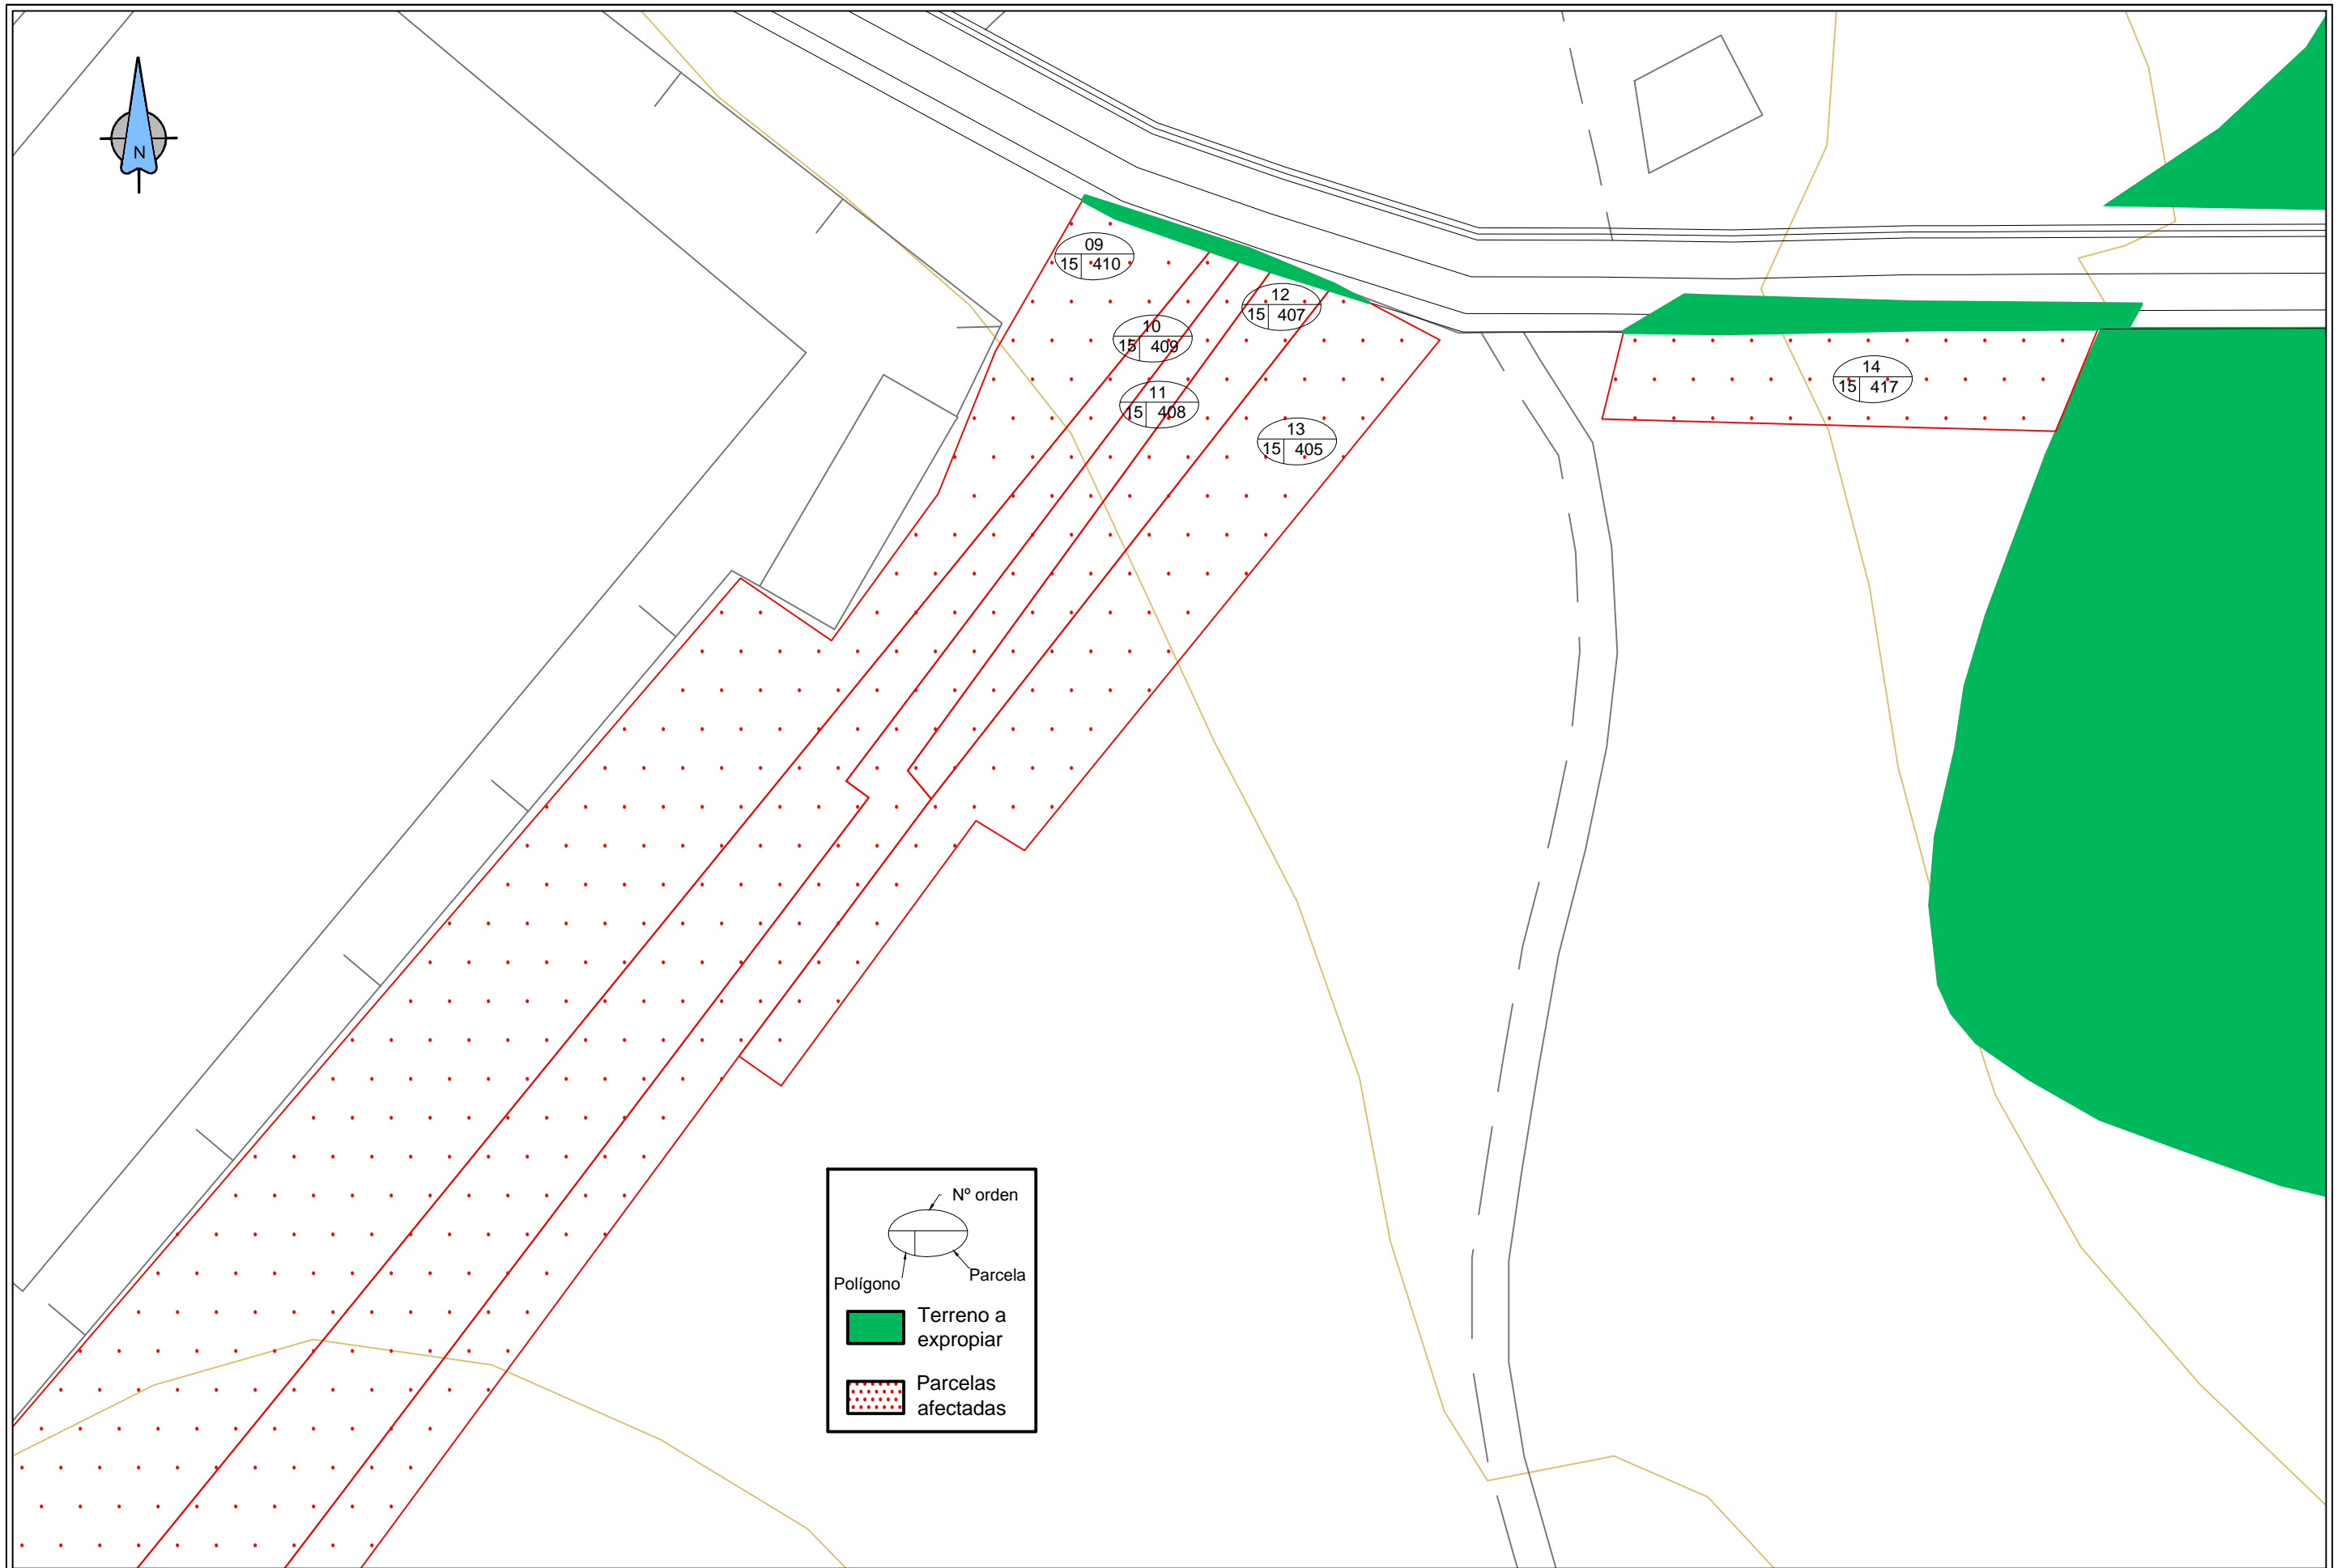 N
09
15 410
12
15 407
10
15 409
14
15 417
11
15 408
13
15 405
Nº orden
Polígono
Parcela
Terreno a
expropiar
Parcelas
afectadas